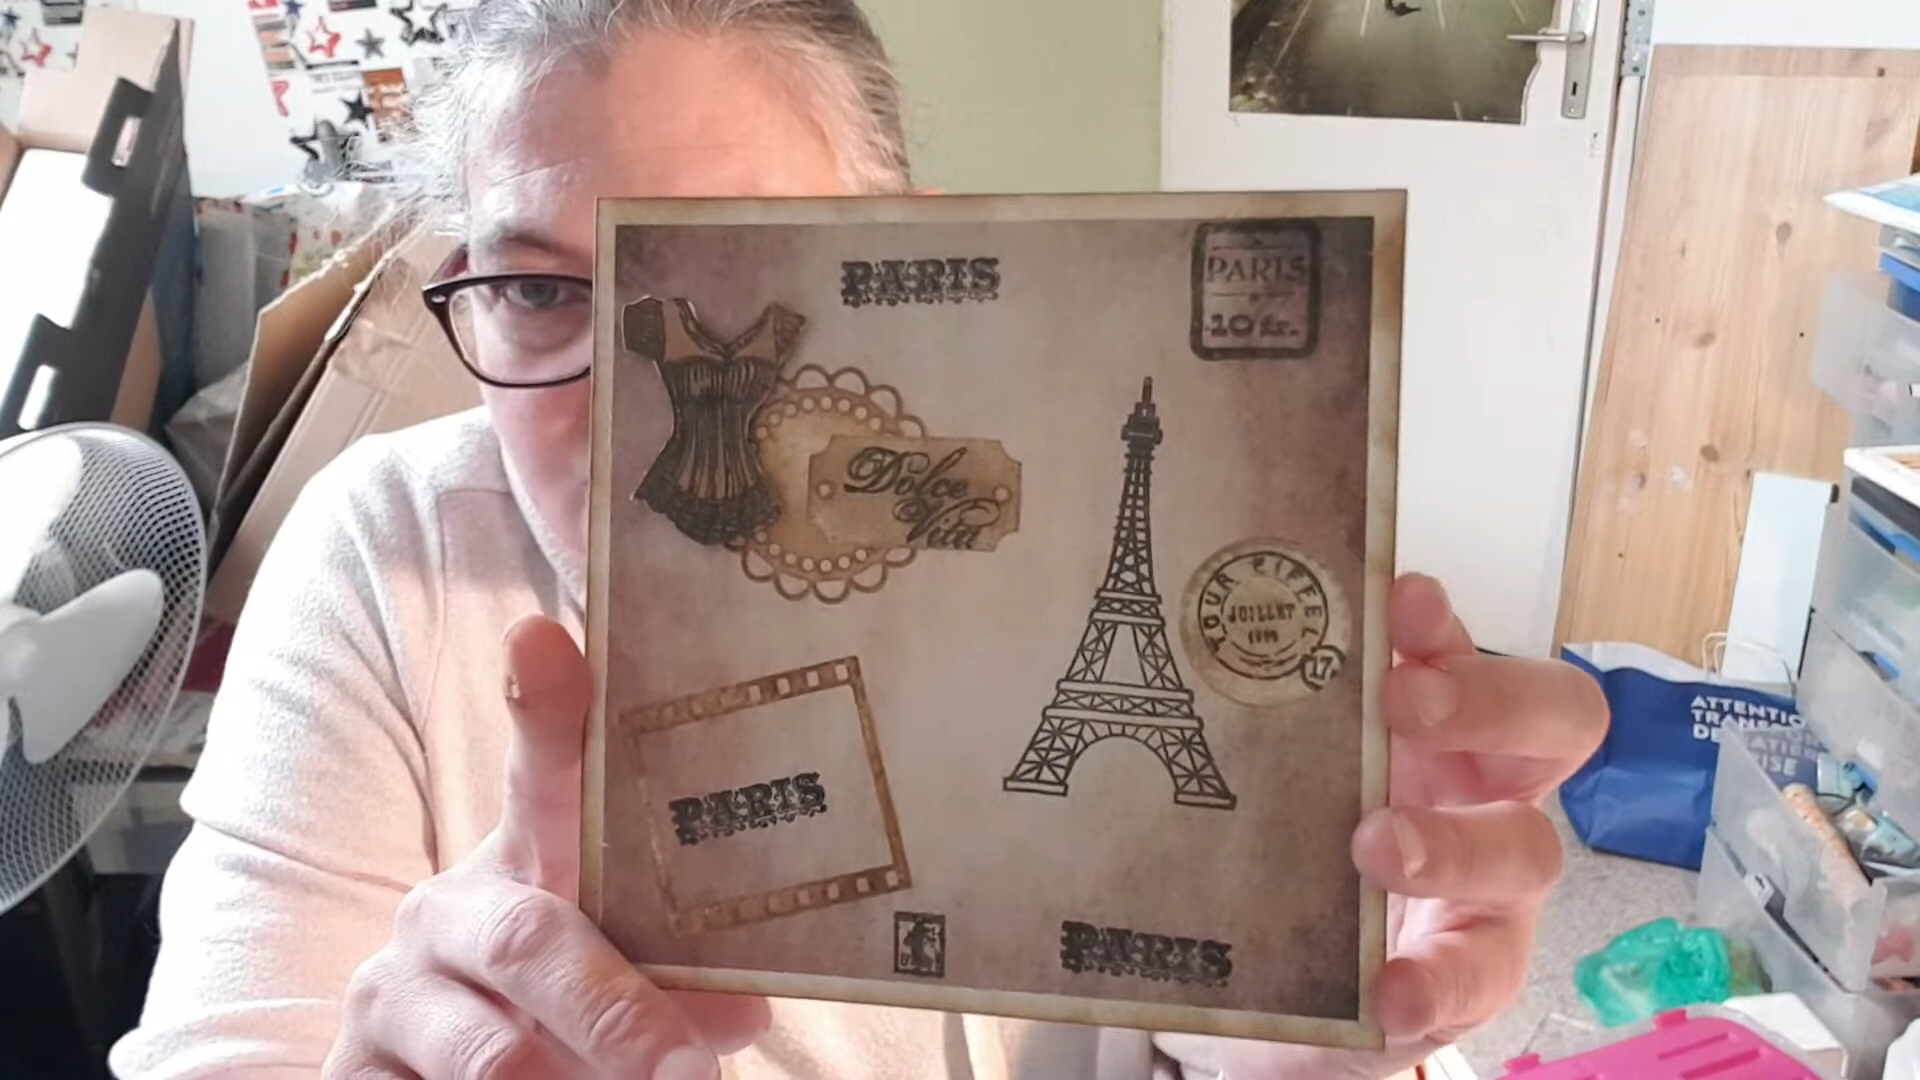 PARIS
PARIS
10 fr.
Dolce
Vita
TOUR EIFFEL
JUILLET
17
PARIS
PARIS
ATTENTIO